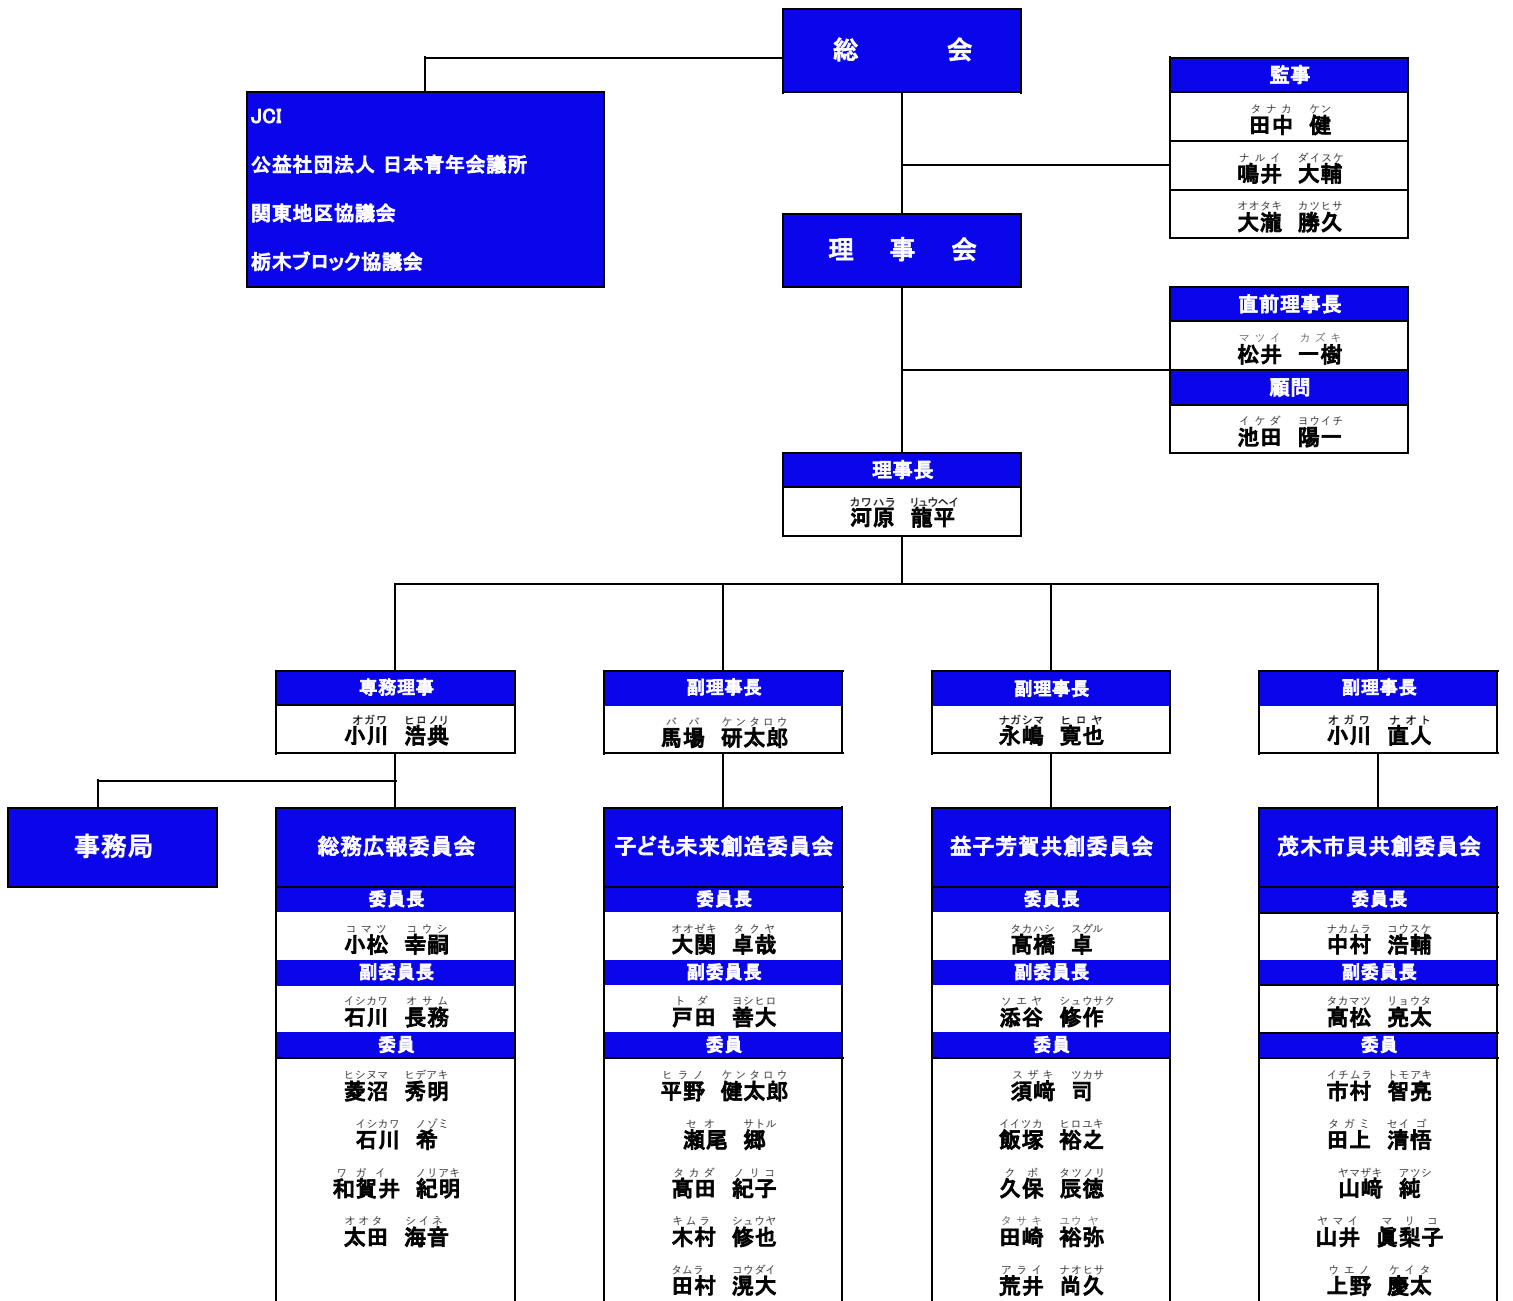 総 会
JCI
公益社団法人 日本青年会議所
関東地区協議会
栃木ブロック協議会
監事
タナカ ケン
田中 健
ナルイ ダイスケ
鳴井 大輔
オオタキ カツヒサ
大瀧 勝久
理 事 会
直前理事長
マツイ カズキ
松井 一樹
顧問
イケダ ヨウイチ
池田 陽一
理事長
カワハラ リュウヘイ
河原 龍平
専務理事
オガワ ヒロノリ
小川 浩典
副理事長
ババ ケンタロウ
馬場 研太郎
副理事長
ナガシマ ヒロヤ
永嶋 寛也
副理事長
オガワ ナオト
小川 直人
事務局
総務広報委員会
委員長
コマツ コウシ
小松 幸嗣
副委員長
イシカワ オサム
石川 長務
委員
ヒシヌマ ヒデアキ
菱沼 秀明
イシカワ ノゾミ
石川 希
ワガイ ノリアキ
和賀井 紀明
オオタ シイネ
太田 海音
子ども未来創造委員会
委員長
オオゼキ タクヤ
大関 卓哉
副委員長
トダ ヨシヒロ
戸田 善大
委員
ヒラノ ケンタロウ
平野 健太郎
セオ サトル
瀬尾 郷
タカダ ノリコ
髙田 紀子
キムラ シュウヤ
木村 修也
タムラ コウダイ
田村 滉大
益子芳賀共創委員会
委員長
タカハシ スグル
髙橋 卓
副委員長
ソエヤ シュウサク
添谷 修作
委員
スザキ ツカサ
須﨑 司
イイツカ ヒロユキ
飯塚 裕之
クボ タツノリ
久保 辰徳
タサキ ユウヤ
田崎 裕弥
アライ ナオヒサ
荒井 尚久
茂木市貝共創委員会
委員長
ナカムラ コウスケ
中村 浩輔
副委員長
タカマツ リョウタ
髙松 亮太
委員
イチムラ トモアキ
市村 智亮
タガミ セイゴ
田上 清悟
ヤマザキ アツシ
山﨑 純
ヤマイ マリコ
山井 眞梨子
ウエノ ケイタ
上野 慶太